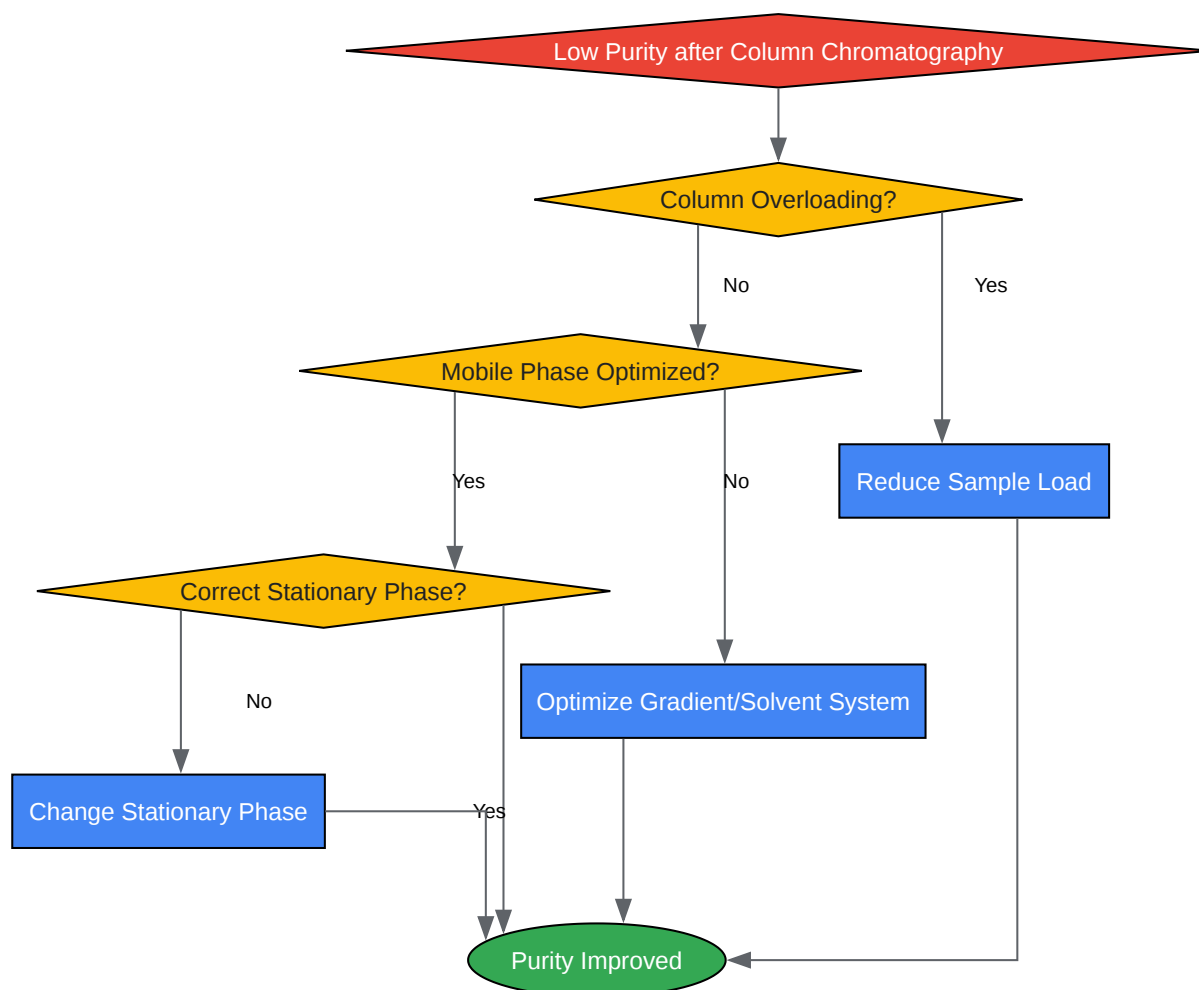 Low Purity after Column Chromatography
Column Overloading?
No
Yes
Mobile Phase Optimized?
Yes
No
Reduce Sample Load
Correct Stationary Phase?
No
Optimize Gradient/Solvent System
Change Stationary Phase
Yes
Purity Improved